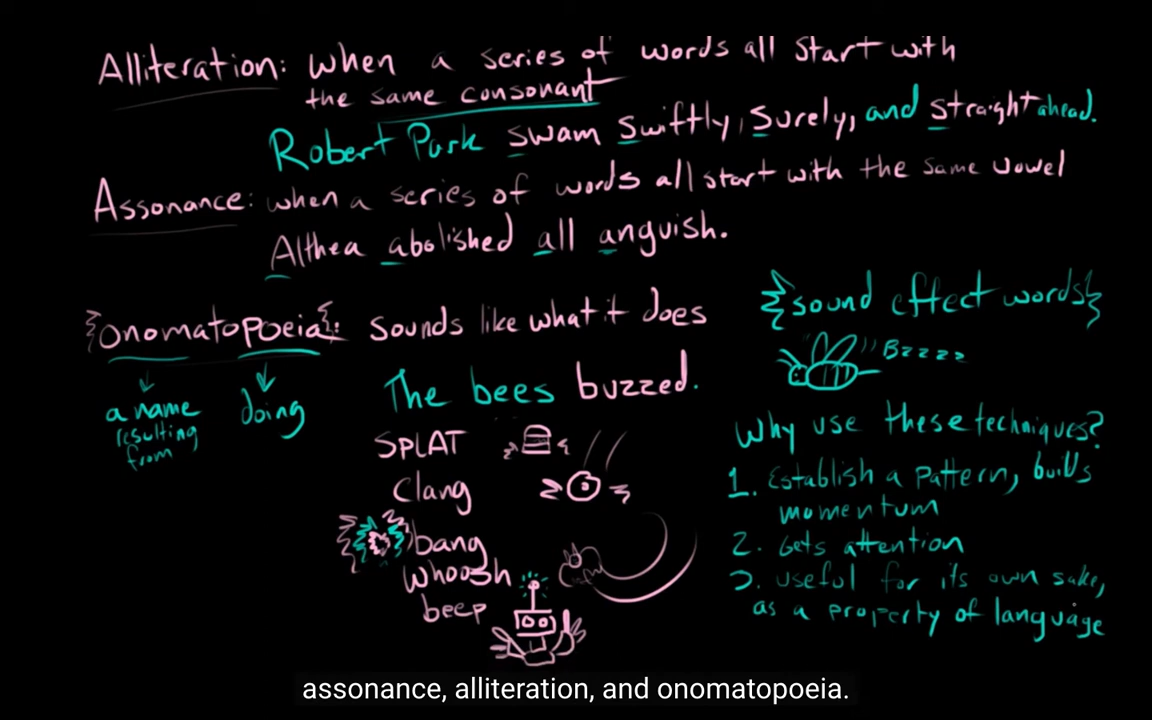 Alliteration: when a series of words all start with
the same consonant
Robert Park swam swiftly, surely, and straight ahead.
Assonance: when a series of words all start with the same vowel
Althea abolished all anguish.
onomatopoeia: sounds like what it does
sound effect words
Bzzzz
a name
resulting
from
doing
The bees buzzed.
SPLAT
Clang
bang
whoosh
beep
Why use these techniques?
1. Establish a pattern, builds
momentum
2. Gets attention
3. useful for its own sake,
as a property of language
assonance, alliteration, and onomatopoeia.